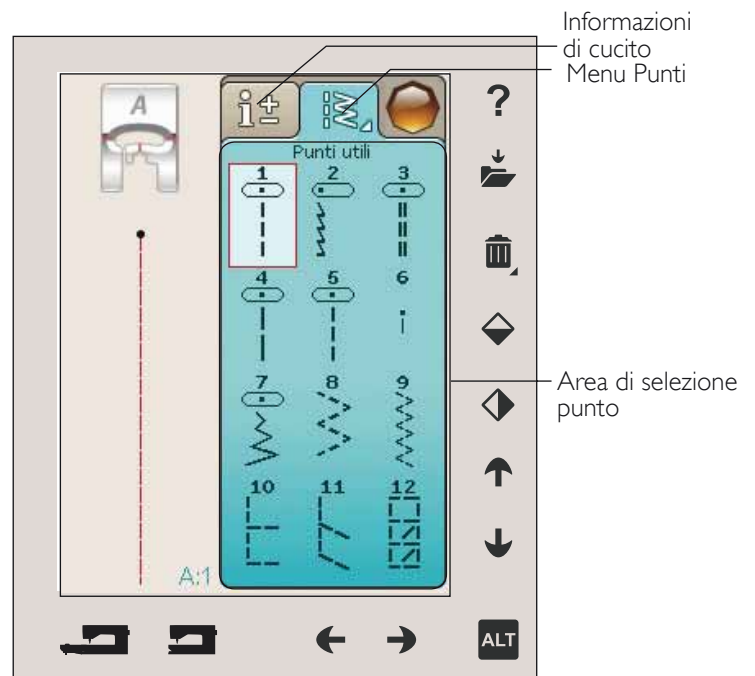 Informazioni
di cucito
Menu Punti
A
?
Punti utili
1 2 3
4 5 6
7 8 9
10 11 12
Area di selezione
punto
A:1
ALT